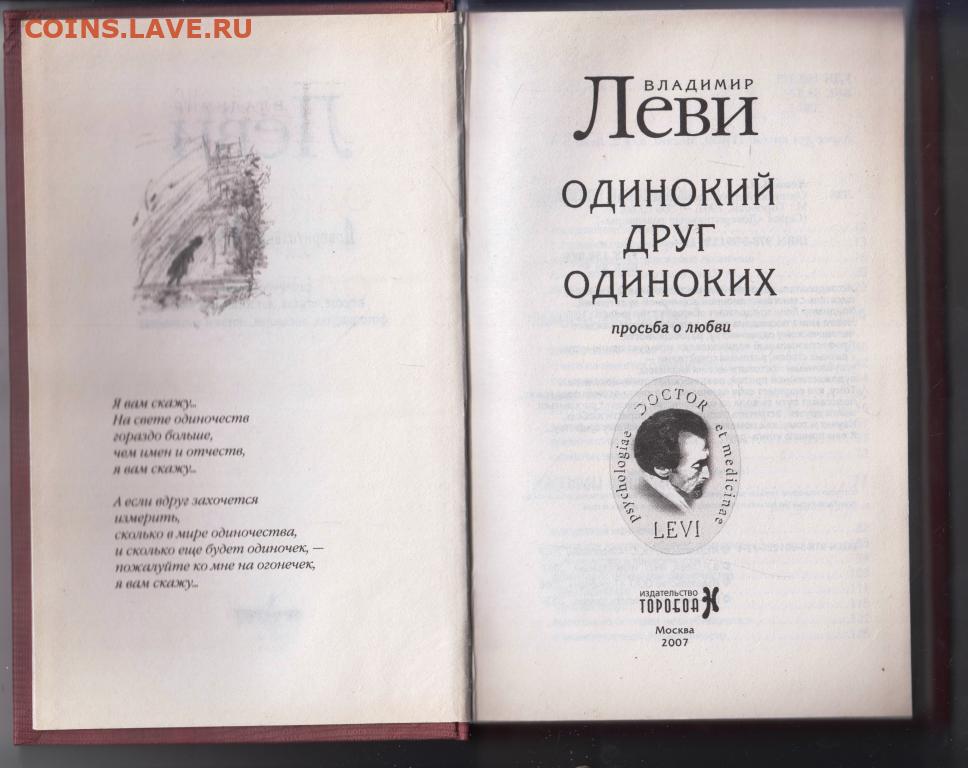 COINS.LAVE.RU
Я вам скажу...
На свете одиночеств
гораздо больше,
чем имен и отчеств,
я вам скажу...
А если вдруг захочется
измерить,
сколько в мире одиночества,
и сколько еще будет одиночек, —
пожалуйте ко мне на огонечек,
я вам скажу...
ВЛАДИМИР
Леви
ОДИНОКИЙ
ДРУГ
ОДИНОКИХ
просьба о любви
psychologiae DOCTOR et medicinae
LEVI
издательство
ТОРОБОАН
Москва
2007